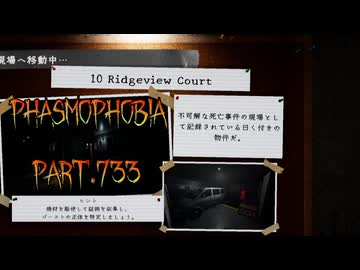 現場へ移動中…
10 Ridgeview Court
PHASMOPHOBIA
PART.733
不可解な死亡事件の現場とし
て記録されている曰く付きの
物件だ。
ヒント
機材を駆使して証拠を収集し、
ゴーストの正体を特定しましょう。